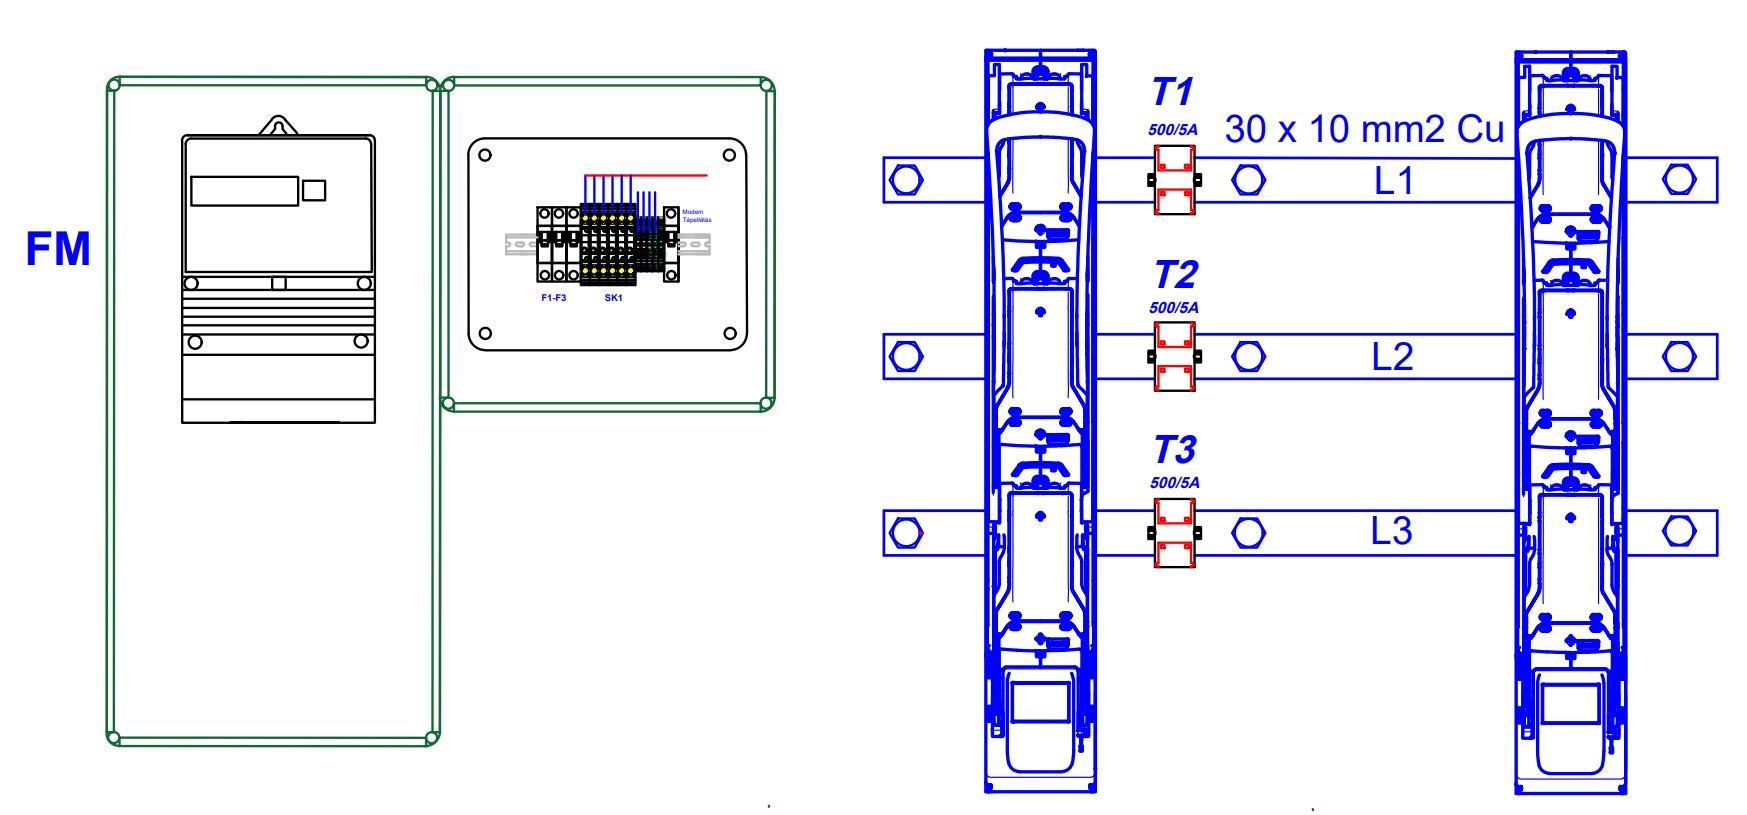 FM
Modem
Tápellátás
F1-F3
SK1
T1
500/5A
30 x 10 mm2 Cu
L1
T2
500/5A
L2
T3
500/5A
L3